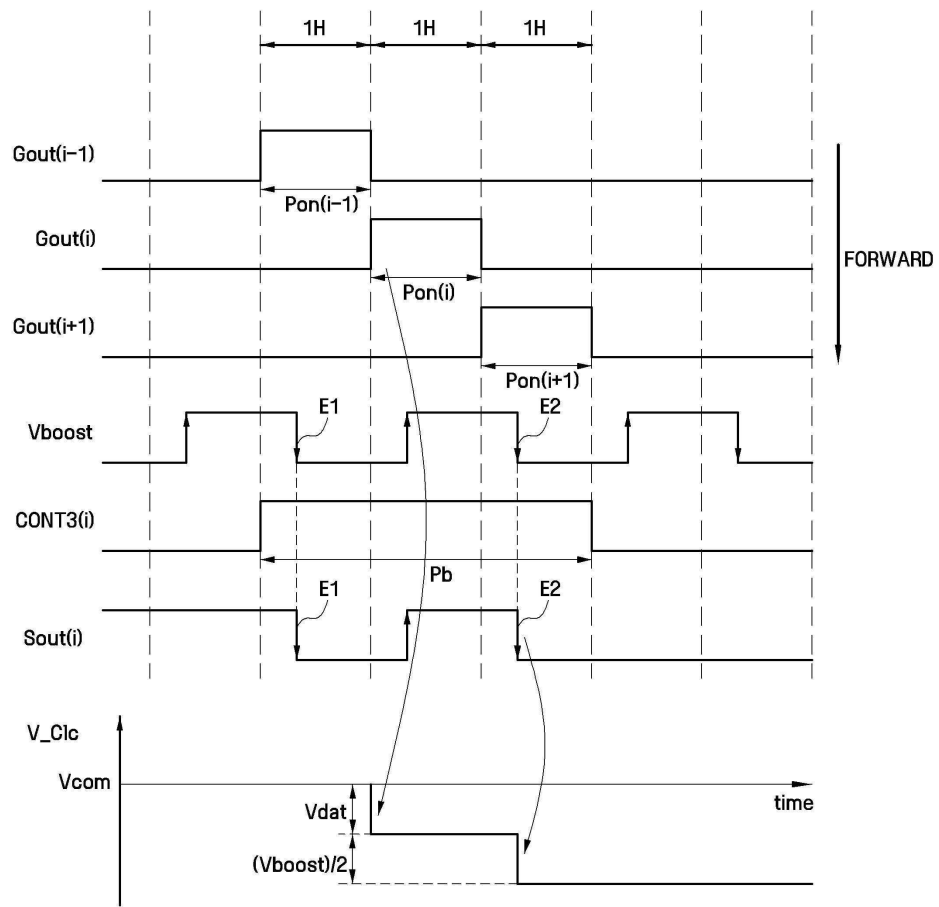 1H 1H 1H
Gout(i-1)
Pon(i-1)
Gout(i)
FORWARD
Pon(i)
Gout(i+1)
Pon(i+1)
E1 E2
Vboost
CONT3(i)
Pb
E1 E2
Sout(i)
V_Clc
Vcom
time
Vdat
(Vboost)/2